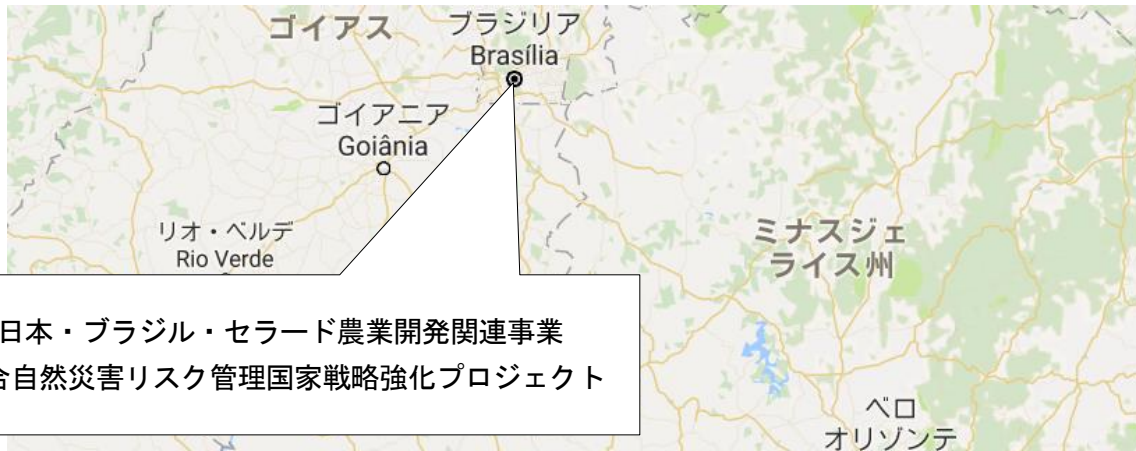 ゴイアス
ブラジリア
Brasília
ゴイアニア
Goiânia
リオ・ベルデ
Rio Verde
ミナスジェ
ライス州
日本・ブラジル・セラード農業開発関連事業
合自然災害リスク管理国家戦略強化プロジェクト
ベロ
オリゾンテ